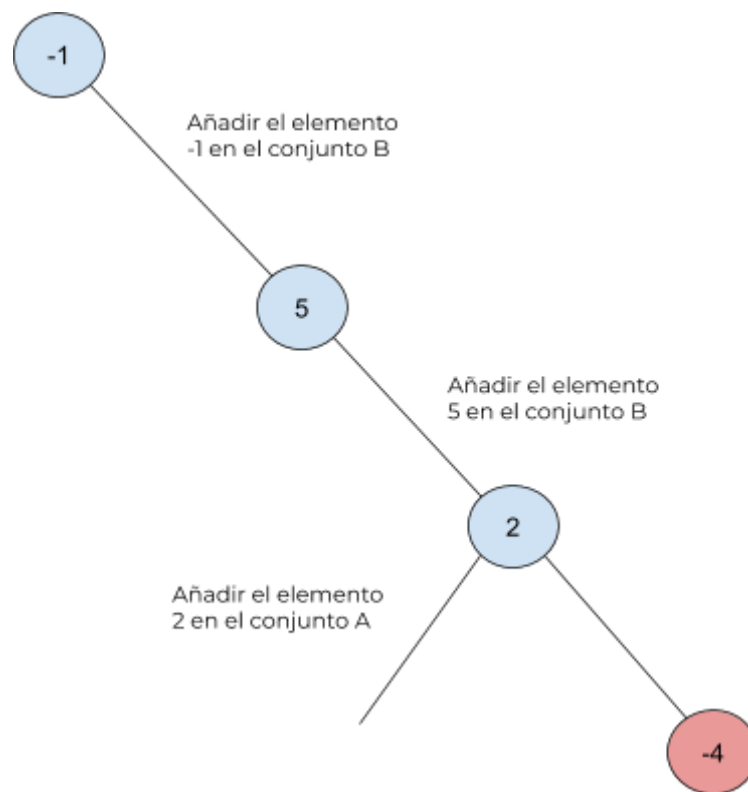 -1
Añadir el elemento
-1 en el conjunto B
5
Añadir el elemento
5 en el conjunto B
2
Añadir el elemento
2 en el conjunto A
-4